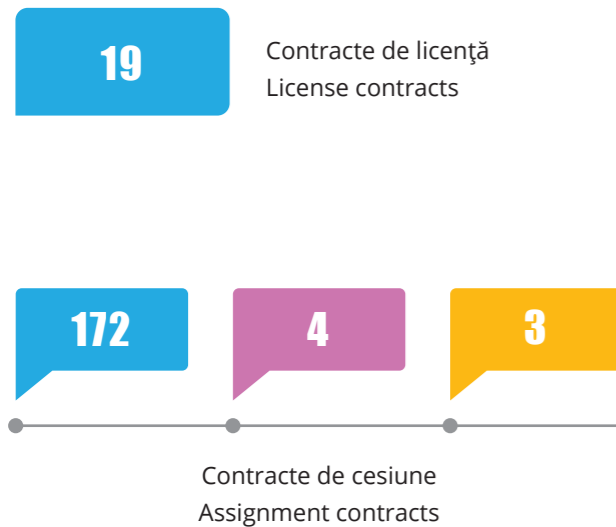 19
Contracte de licenţă
License contracts
172
4
3
Contracte de cesiune
Assignment contracts